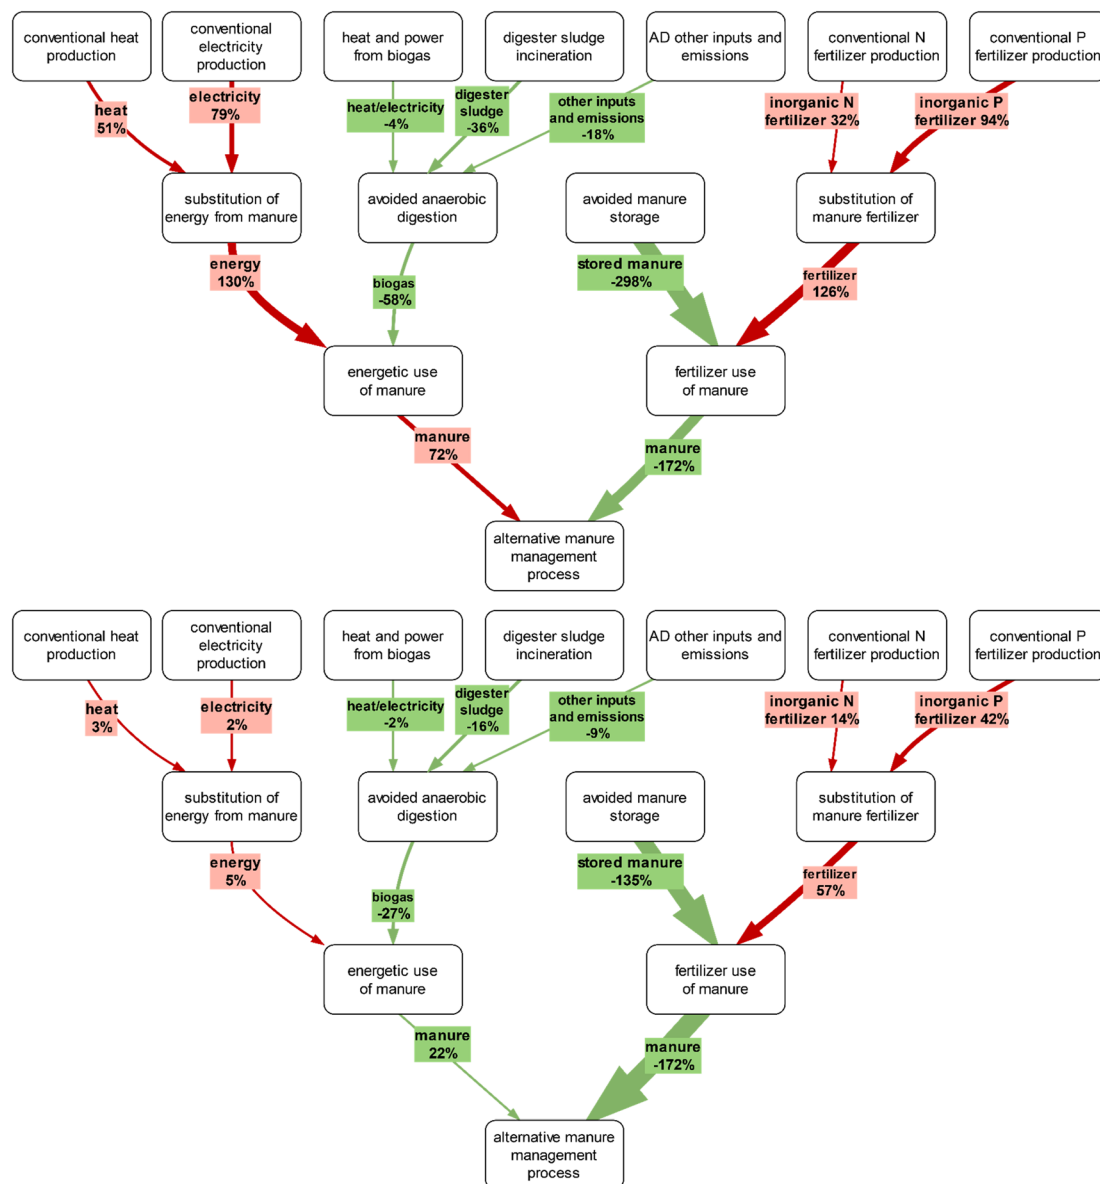 conventional heat
production
conventional
electricity
production
heat and power
from biogas
digester sludge
incineration
AD other inputs and
emissions
conventional N
fertilizer production
conventional P
fertilizer production
heat
51%
electricity
79%
heat/electricity
-4%
digester
sludge
-36%
other inputs
and emissions
-18%
inorganic N
fertilizer 32%
inorganic P
fertilizer 94%
substitution of
energy from manure
avoided anaerobic
digestion
avoided manure
storage
substitution of
manure fertilizer
energy
130%
biogas
-58%
stored manure
-298%
fertilizer
126%
energetic use
of manure
fertilizer use
of manure
manure
72%
manure
-172%
alternative manure
management
process
conventional heat
production
conventional
electricity
production
heat and power
from biogas
digester sludge
incineration
AD other inputs and
emissions
conventional N
fertilizer production
conventional P
fertilizer production
heat
3%
electricity
2%
heat/electricity
-2%
digester
sludge
-16%
other inputs
and emissions
-9%
inorganic N
fertilizer 14%
inorganic P
fertilizer 42%
substitution of
energy from manure
avoided anaerobic
digestion
avoided manure
storage
substitution of
manure fertilizer
energy
5%
biogas
-27%
stored manure
-135%
fertilizer
57%
energetic use
of manure
fertilizer use
of manure
manure
22%
manure
-172%
alternative manure
management
process